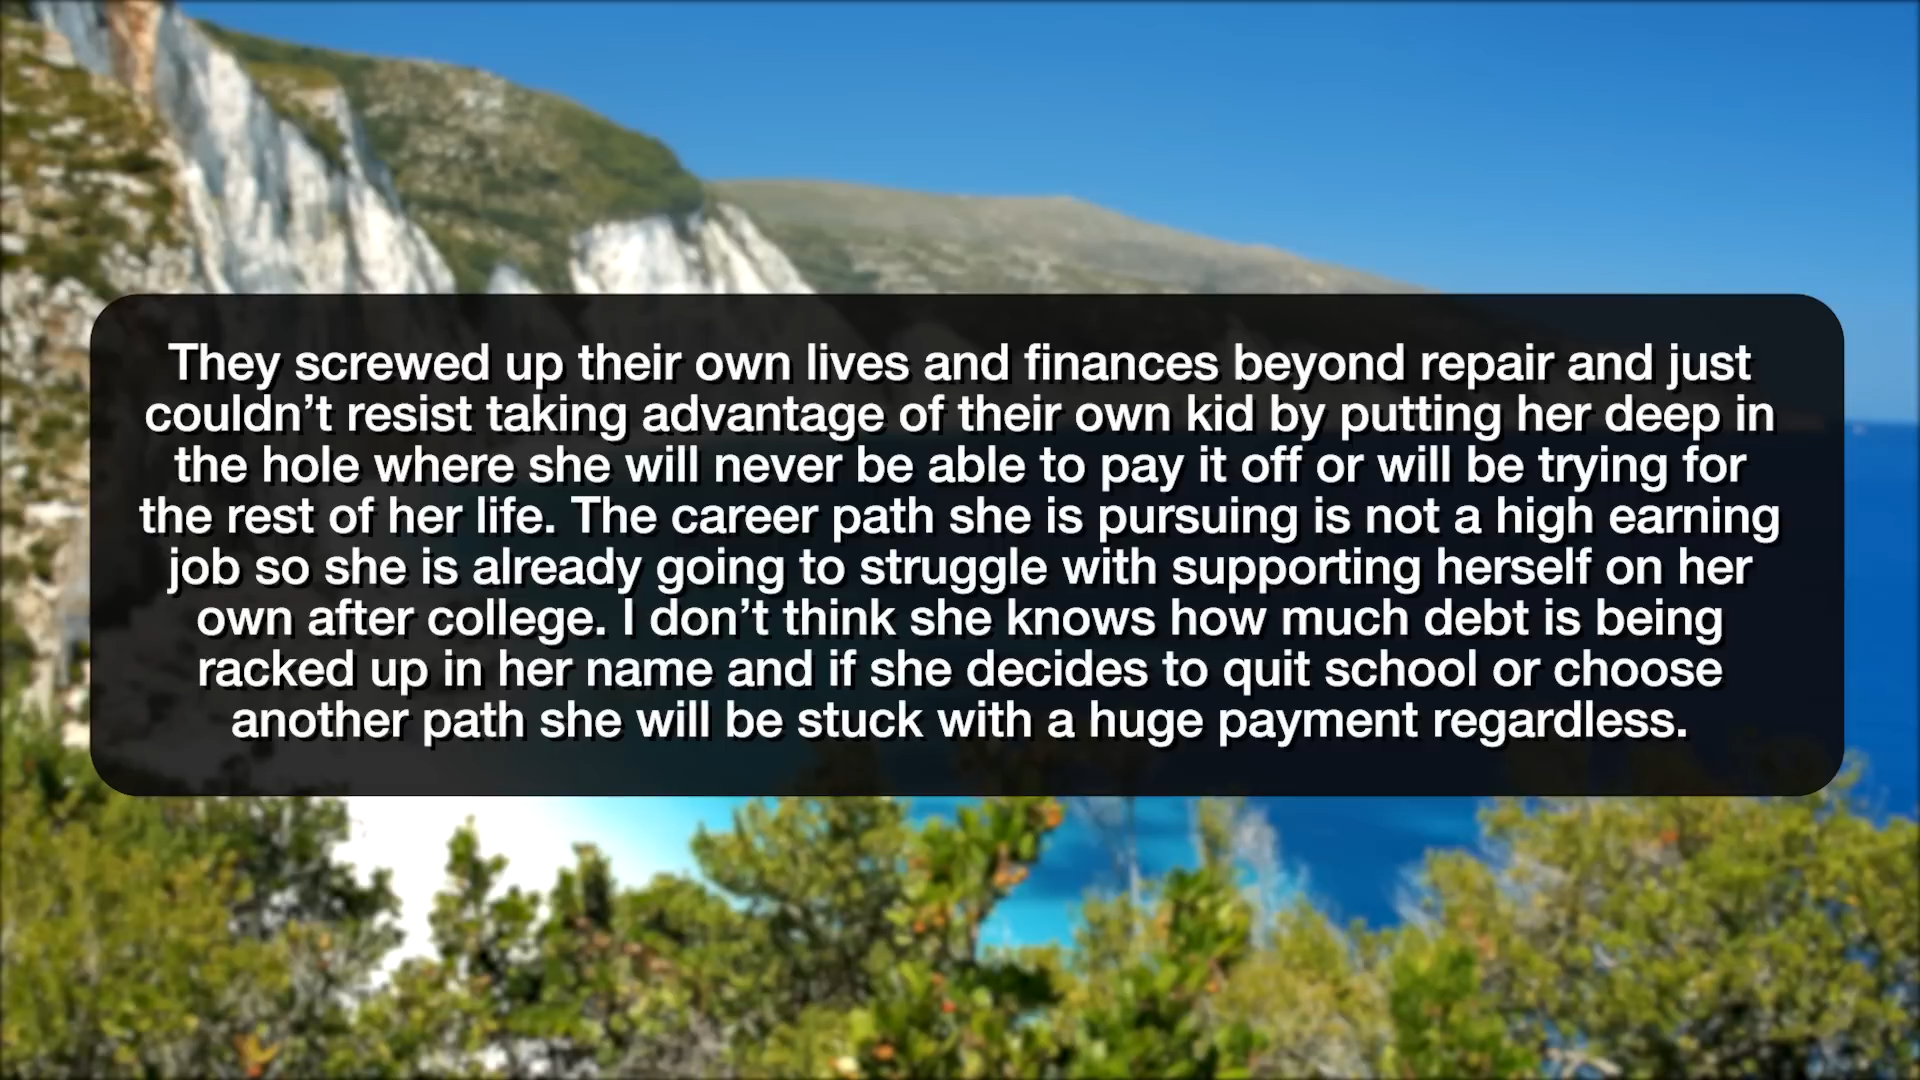 They screwed up their own lives and finances beyond repair and just
couldn’t resist taking advantage of their own kid by putting her deep in
the hole where she will never be able to pay it off or will be trying for
the rest of her life. The career path she is pursuing is not a high earning
job so she is already going to struggle with supporting herself on her
own after college. I don’t think she knows how much debt is being
racked up in her name and if she decides to quit school or choose
another path she will be stuck with a huge payment regardless.